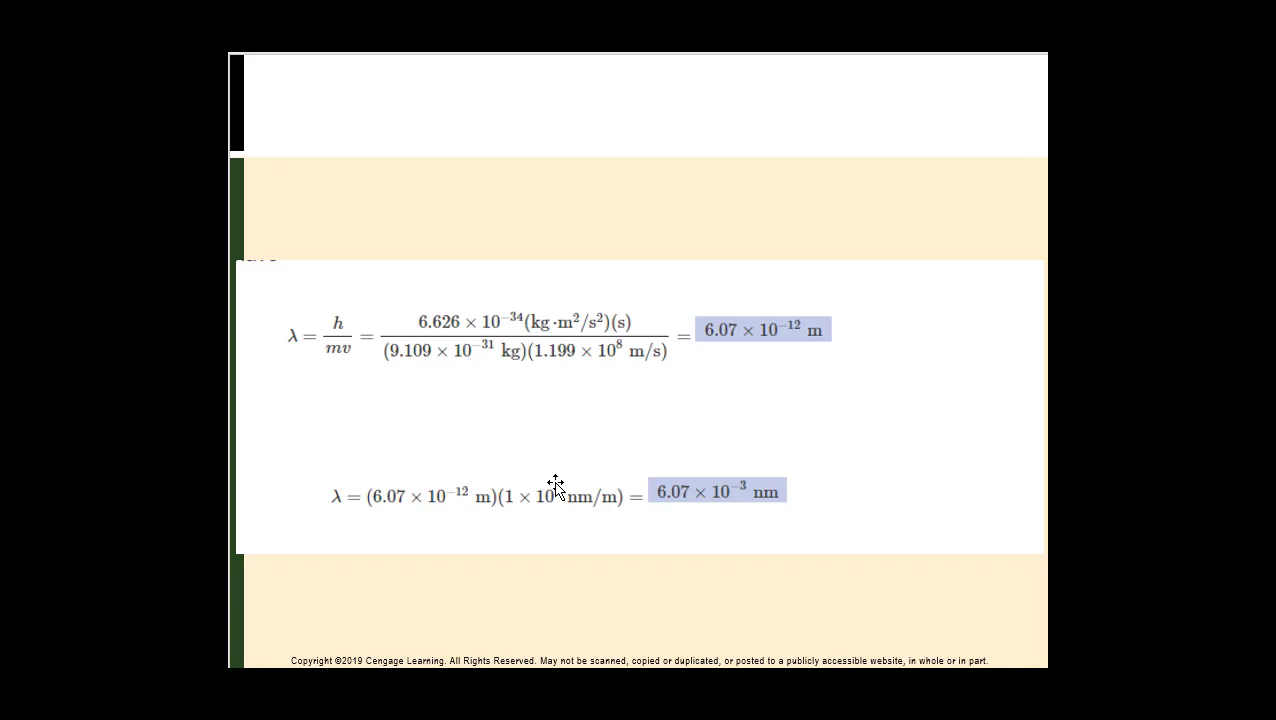 λ = h/mv = 6.626 × 10⁻³⁴(kg·m²/s²)(s) / (9.109 × 10⁻³¹ kg)(1.199 × 10⁸ m/s) = 6.07 × 10⁻¹² m
λ = (6.07 × 10⁻¹² m)(1 × 10 nm/m) = 6.07 × 10⁻³ nm
Copyright ©2019 Cengage Learning. All Rights Reserved. May not be scanned, copied or duplicated, or posted to a publicly accessible website, in whole or in part.